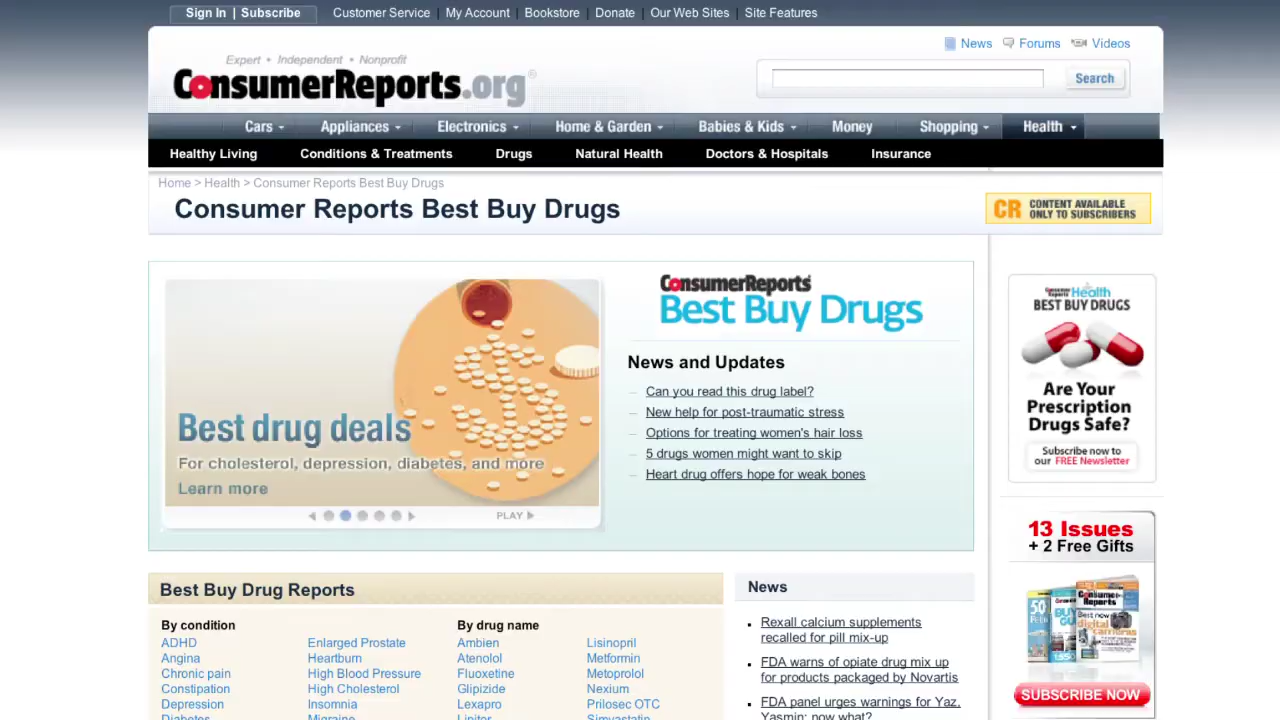 Sign In | Subscribe Customer Service | My Account | Bookstore | Donate | Our Web Sites | Site Features
News Forums Videos
Expert • Independent • Nonprofit
ConsumerReports.org®
Search
Cars Appliances Electronics Home & Garden Babies & Kids Money Shopping Health
Healthy Living Conditions & Treatments Drugs Natural Health Doctors & Hospitals Insurance
Home > Health > Consumer Reports Best Buy Drugs
Consumer Reports Best Buy Drugs
CR CONTENT AVAILABLE
ONLY TO SUBSCRIBERS
Best drug deals
For cholesterol, depression, diabetes, and more
Learn more
PLAY
ConsumerReports®
Best Buy Drugs
News and Updates
Can you read this drug label?
New help for post-traumatic stress
Options for treating women's hair loss
5 drugs women might want to skip
Heart drug offers hope for weak bones
Consumer Reports Health
BEST BUY DRUGS
Are Your
Prescription
Drugs Safe?
Subscribe now to
our FREE Newsletter
13 Issues
+ 2 Free Gifts
SUBSCRIBE NOW
Best Buy Drug Reports
By condition
ADHD
Angina
Chronic pain
Constipation
Depression
Diabetes
Enlarged Prostate
Heartburn
High Blood Pressure
High Cholesterol
Insomnia
Migraine
By drug name
Ambien
Atenolol
Fluoxetine
Glipizide
Lexapro
Lipitor
Lisinopril
Metformin
Metoprolol
Nexium
Prilosec OTC
Simvastatin
News
Rexall calcium supplements
recalled for pill mix-up
FDA warns of opiate drug mix up
for products packaged by Novartis
FDA panel urges warnings for Yaz,
Yasmin: now what?